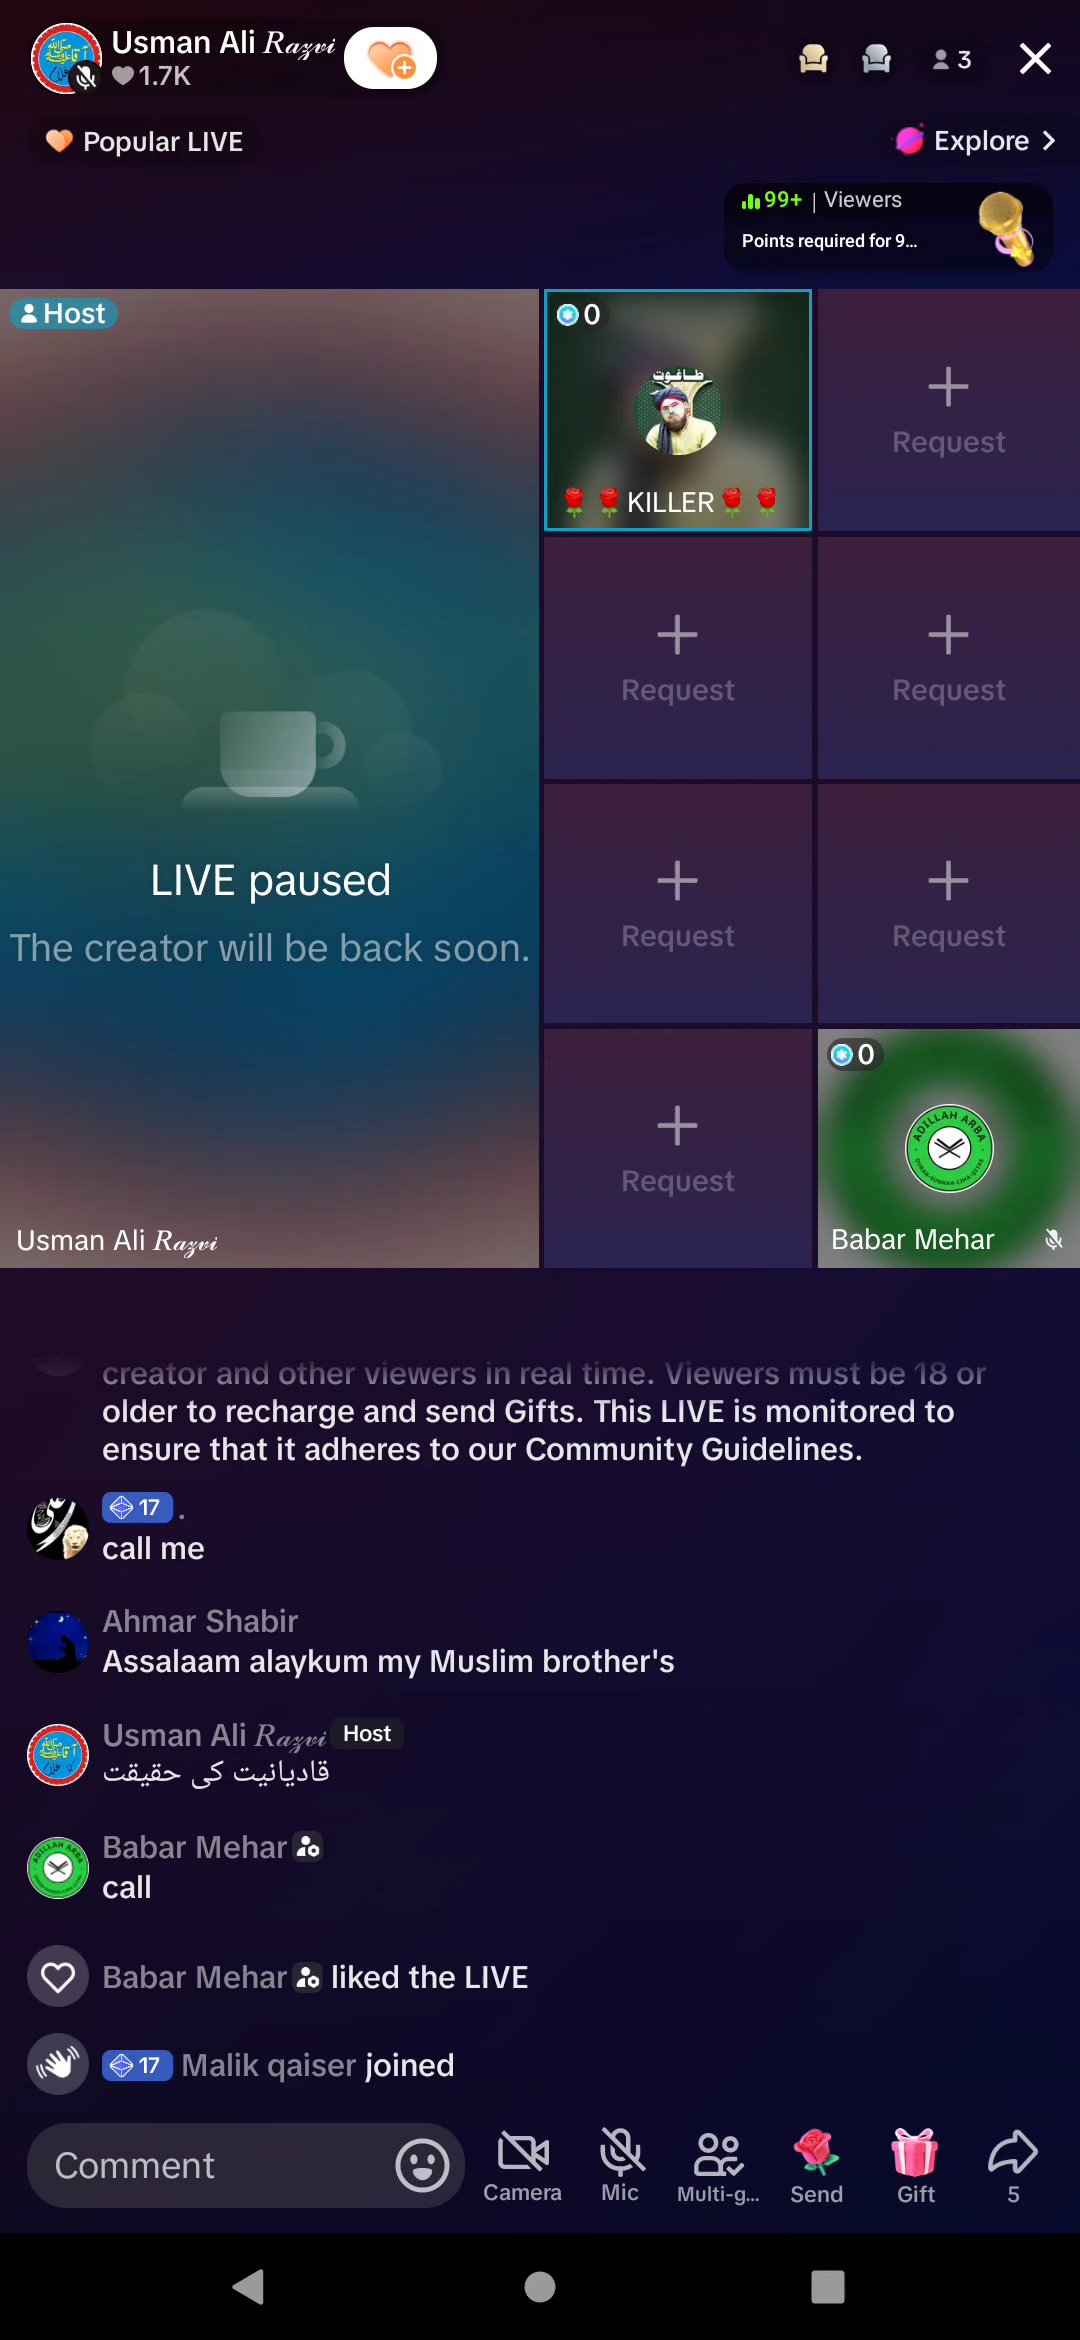 Usman Ali Razvi
1.7K
3
Popular LIVE
Explore
99+ | Viewers
Points required for 9...
Host
LIVE paused
The creator will be back soon.
Usman Ali Razvi
0
طاغوت
🌹🌹KILLER🌹🌹
Request
Request
Request
Request
Request
Request
0
ADILLAH ARBA
Babar Mehar
creator and other viewers in real time. Viewers must be 18 or
older to recharge and send Gifts. This LIVE is monitored to
ensure that it adheres to our Community Guidelines.
17 .
call me
Ahmar Shabir
Assalaam alaykum my Muslim brother's
Usman Ali Razvi Host
قادیانیت کی حقیقت
Babar Mehar
call
Babar Mehar liked the LIVE
17 Malik qaiser joined
Comment
Camera
Mic
Multi-g...
Send
Gift
5